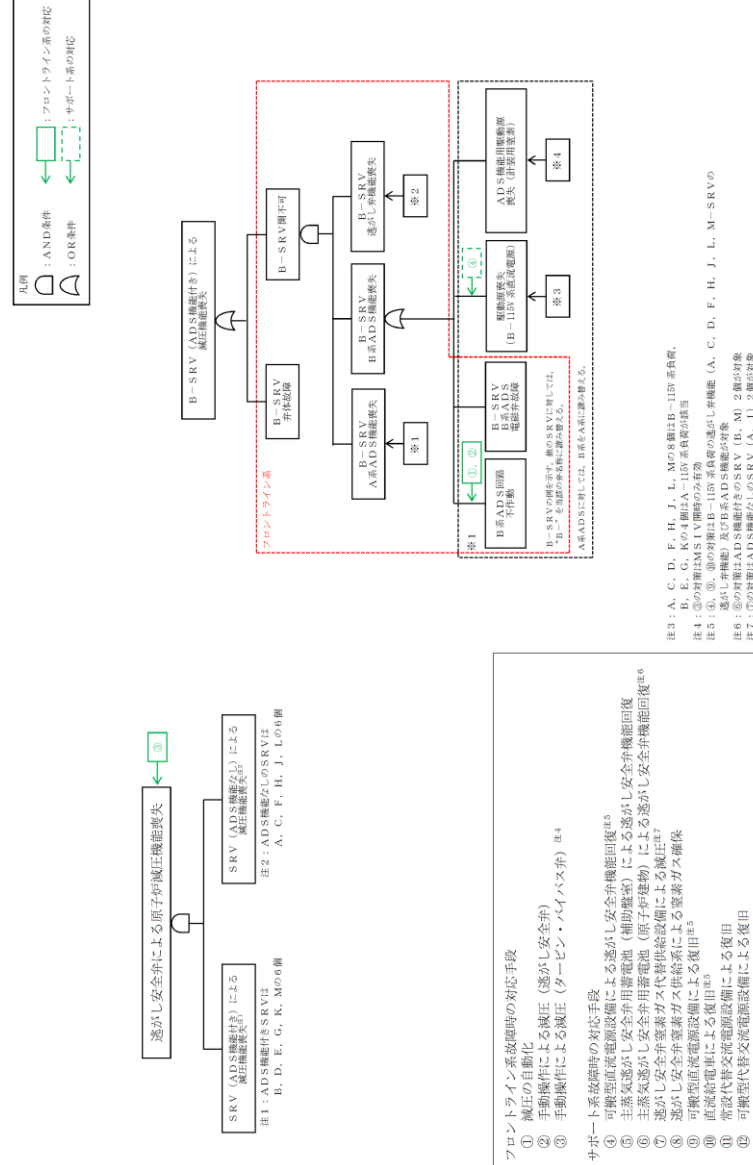 凡例
:AND条件
:OR条件
:フロントライン系の対応
:サポート系の対応
逃がし安全弁による原子炉減圧機能喪失
③
SRV(ADS機能付き)による
減圧機能喪失注1
注1:ADS機能付きSRVは
B,D,E,G,K,Mの6個
SRV(ADS機能なし)による
減圧機能喪失注2
注2:ADS機能なしのSRVは
A,C,F,H,J,Lの6個
B-SRV(ADS機能付き)による
減圧機能喪失
フロントライン系
B-SRV
弁体故障
B-SRV開不可
B-SRV
A系ADS機能喪失
※1
B-SRV
B系ADS機能喪失
B-SRV
逃がし弁機能喪失
※2
※1
①,②
B系ADS回路
不作動
B-SRV
B系ADS
電磁弁故障
④
駆動源喪失
(B-115V系直流電源)
※3
ADS機能用駆動源
喪失(計装用窒素)
※4
B-SRVの例を示す。他のSRVに対しては,
"B-"を当該の弁名称に読み替える。
A系ADSに対しては,B系をA系に読み替える。
フロントライン系故障時の対応手段
① 減圧の自動化
② 手動操作による減圧(逃がし安全弁)
③ 手動操作による減圧(タービン・バイパス弁)注4
サポート系故障時の対応手段
④ 可搬型直流電源設備による逃がし安全弁機能回復注5
⑤ 主蒸気逃がし安全弁用蓄電池(補助盤室)による逃がし安全弁機能回復
⑥ 主蒸気逃がし安全弁用蓄電池(原子炉建物)による逃がし安全弁機能回復注6
⑦ 逃がし安全弁窒素ガス代替供給設備による減圧注7
⑧ 逃がし安全弁窒素ガス供給系による窒素ガス確保
⑨ 可搬型直流電源設備による復旧注5
⑩ 直流給電車による復旧注5
⑪ 常設代替交流電源設備による復旧
⑫ 可搬型代替交流電源設備による復旧
注3:A,C,D,F,H,J,L,Mの8個はB-115V系負荷,
B,E,G,Kの4個はA-115V系負荷が該当
注4:③の対策はMSIV開時のみ有効
注5:④,⑨,⑩の対策はB-115V系負荷の逃がし弁機能(A,C,D,F,H,J,L,M-SRVの
逃がし弁機能)及びB系ADS機能が対象
注6:⑥の対策はADS機能付きのSRV(B,M)2個が対象
注7:⑦の対策はADS機能なしのSRV(A,J)2個が対象